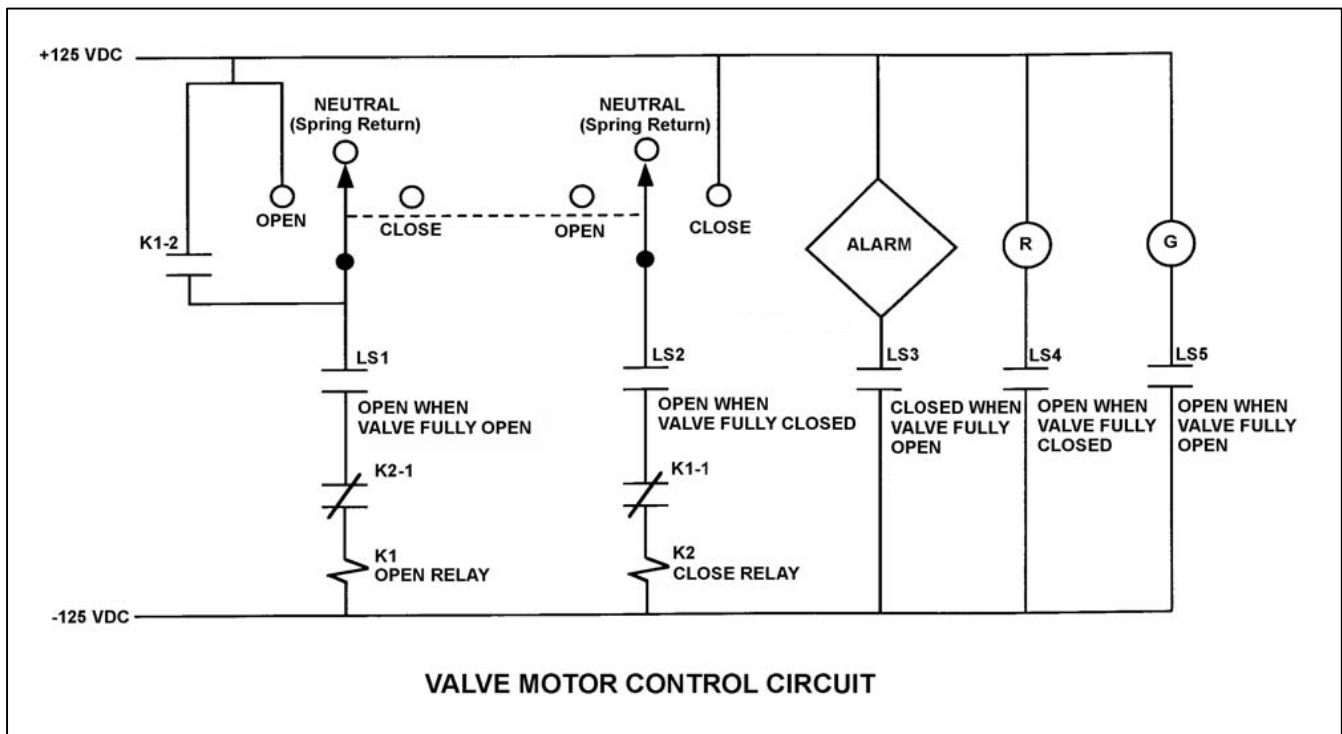 +125 VDC
NEUTRAL
(Spring Return)
NEUTRAL
(Spring Return)
OPEN
CLOSE
OPEN
CLOSE
K1-2
ALARM
R
G
LS1
OPEN WHEN
VALVE FULLY OPEN
LS2
OPEN WHEN
VALVE FULLY CLOSED
LS3
CLOSED WHEN
VALVE FULLY
OPEN
LS4
OPEN WHEN
VALVE FULLY
CLOSED
LS5
OPEN WHEN
VALVE FULLY
OPEN
K2-1
K1-1
K1
OPEN RELAY
K2
CLOSE RELAY
-125 VDC
VALVE MOTOR CONTROL CIRCUIT